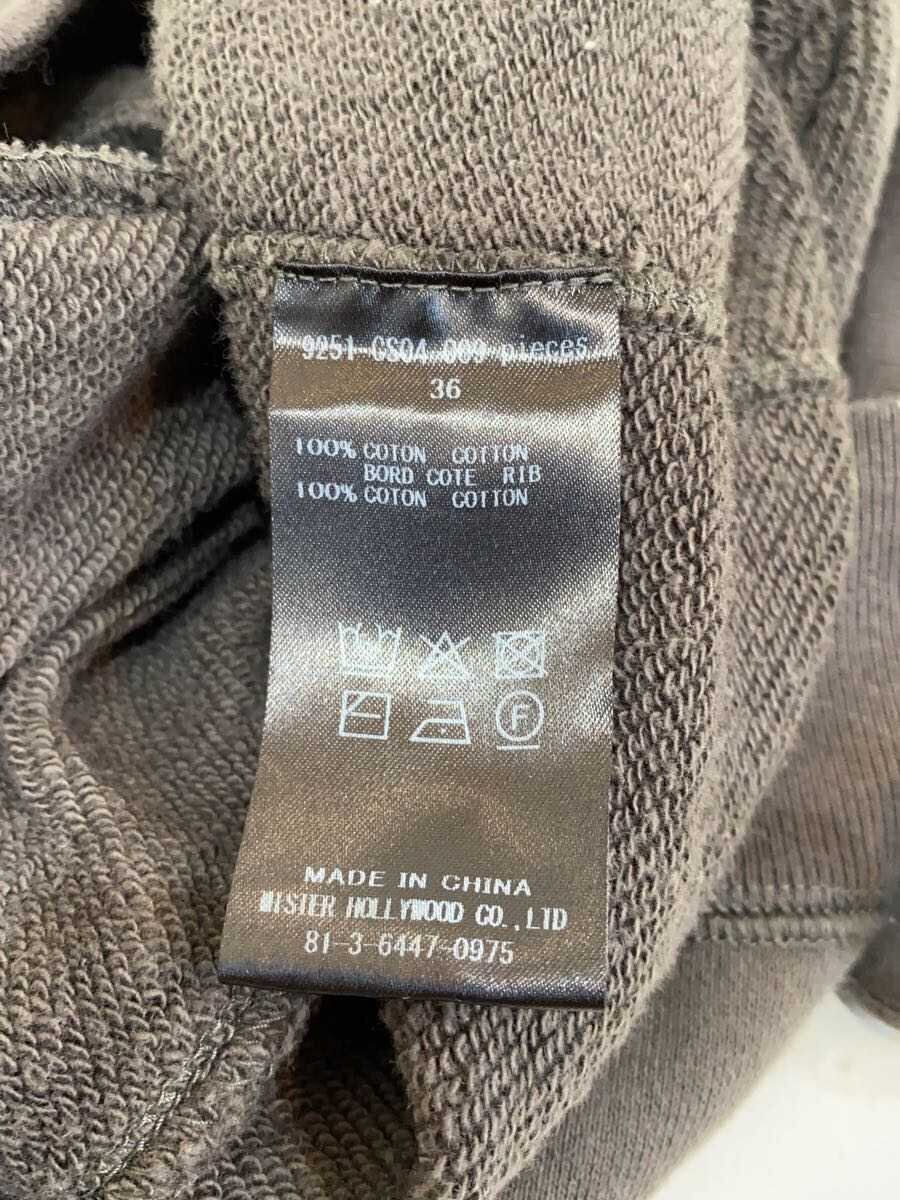 9251-CS04 009 pieces
36
100% COTON COTTON
BORD COTE RIB
100% COTON COTTON
F
MADE IN CHINA
MISTER HOLLYWOOD CO.,LTD
81-3-6447-0975